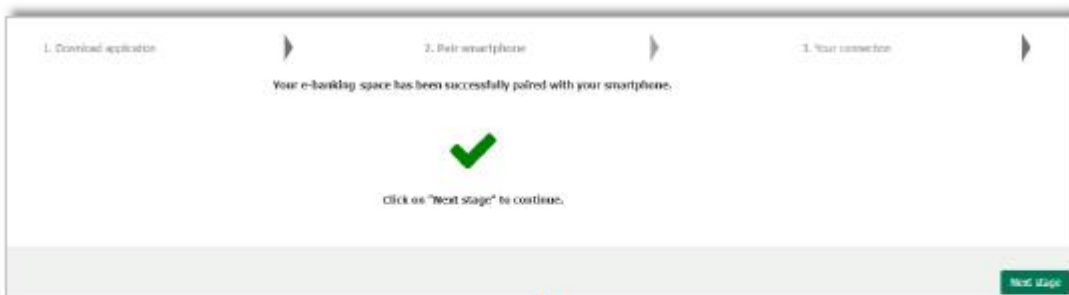 1. Download application
2. Pair smartphone
3. Your connection
Your e-banking space has been successfully paired with your smartphone.
Click on "Next stage" to continue.
Next stage